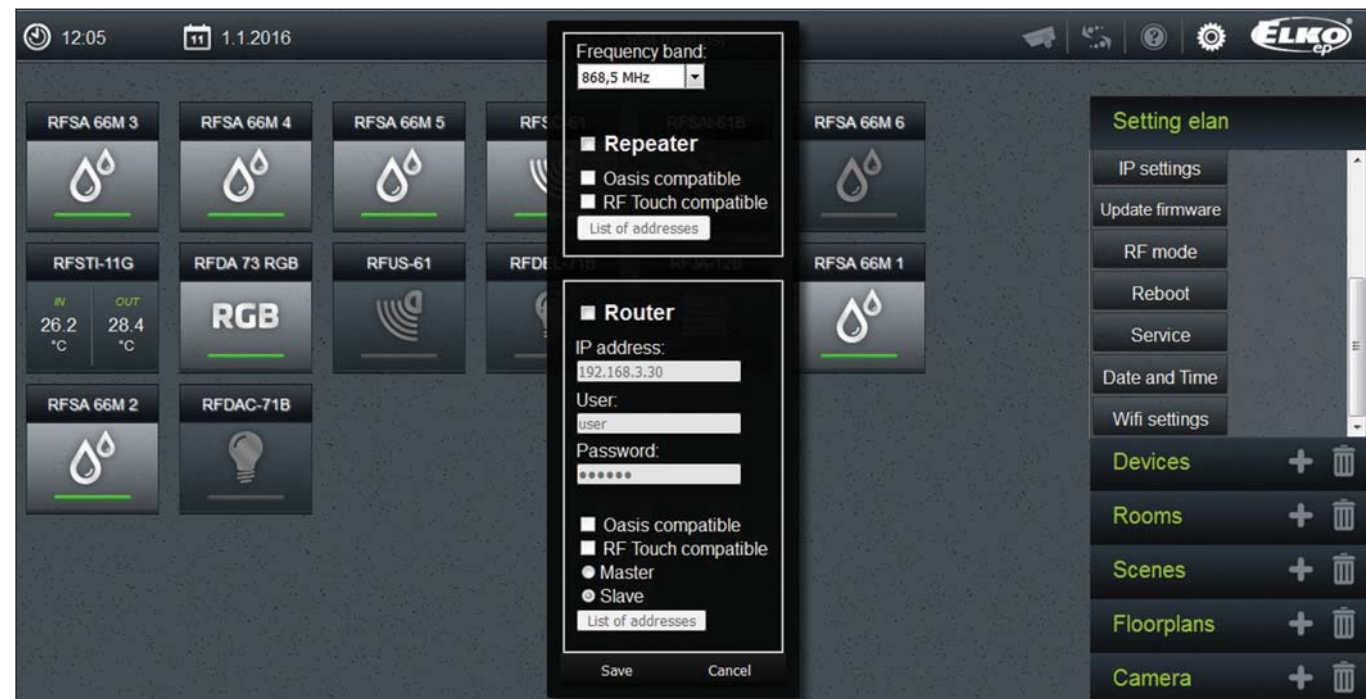 12:05
1.1.2016
ELKO
ep
RFSA 66M 3
RFSA 66M 4
RFSA 66M 5
RFSA 66M 6
RFSTI-11G
IN
OUT
26.2
28.4
°C
°C
RFDA 73 RGB
RGB
RFUS-61
RFDEL-71B
RFSA 66M 1
RFSA 66M 2
RFDAC-71B
Frequency band:
868,5 MHz
Repeater
Oasis compatible
RF Touch compatible
List of addresses
Router
IP address:
192.168.3.30
User:
user
Password:
••••••
Oasis compatible
RF Touch compatible
Master
Slave
List of addresses
Save
Cancel
Setting elan
IP settings
Update firmware
RF mode
Reboot
Service
Date and Time
Wifi settings
Devices
Rooms
Scenes
Floorplans
Camera